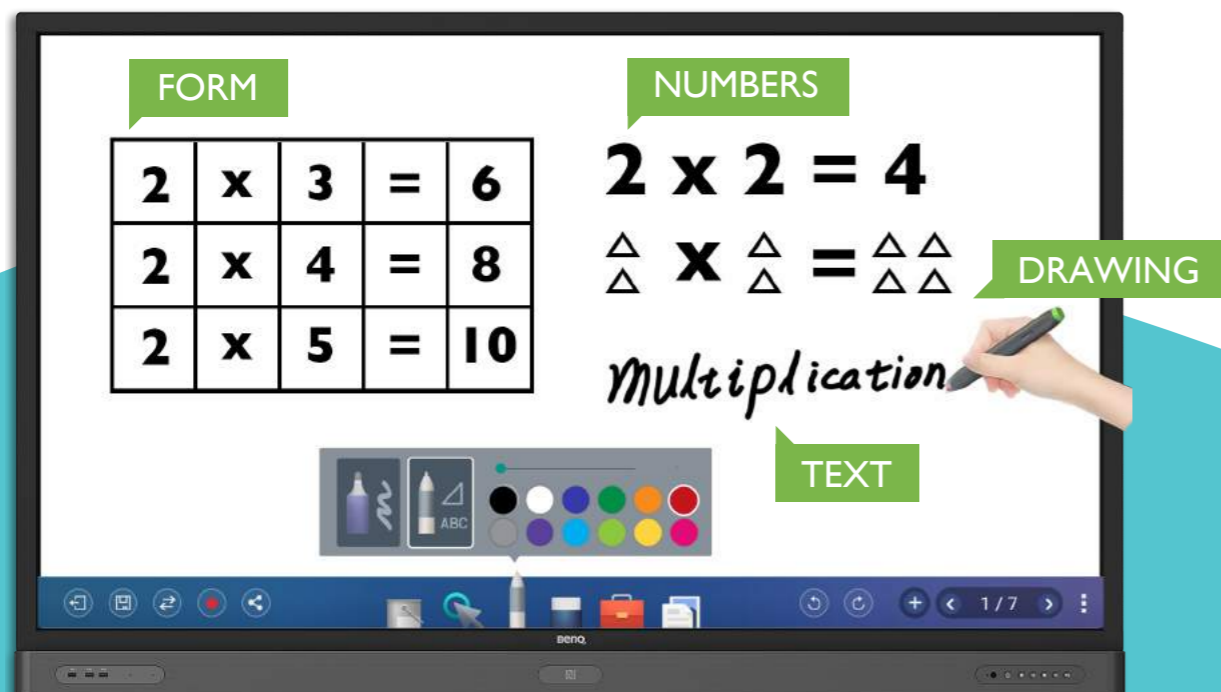 FORM
2 x 3 = 6
2 x 4 = 8
2 x 5 = 10
NUMBERS
2 x 2 = 4
x =
DRAWING
multiplication
TEXT
ABC
1/7
BenQ